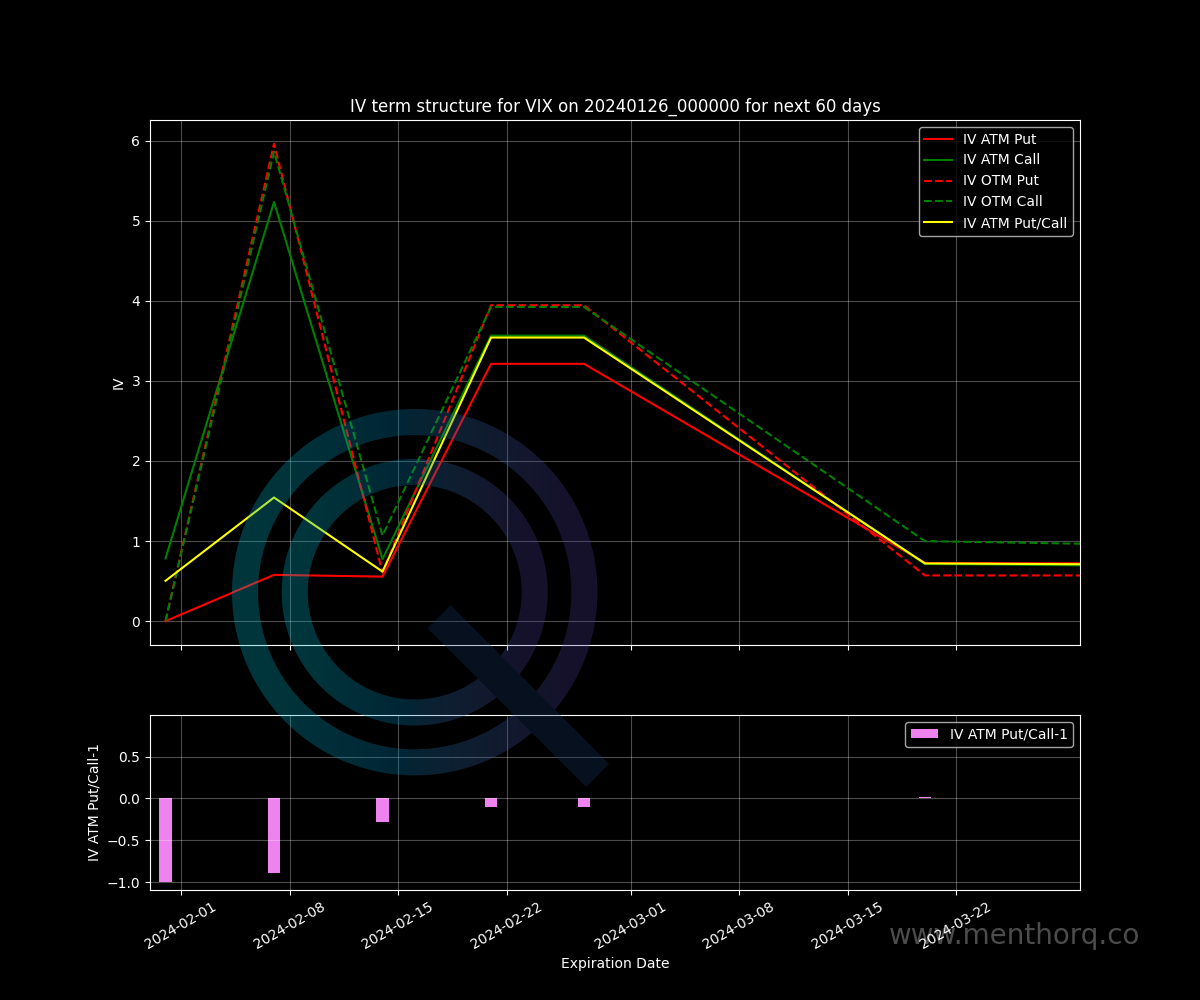 IV term structure for VIX on 20240126_000000 for next 60 days
IV ATM Put
IV ATM Call
IV OTM Put
IV OTM Call
IV ATM Put/Call
6
5
4
3
2
1
0
IV
IV ATM Put/Call-1
0.5
0.0
−0.5
−1.0
IV ATM Put/Call-1
2024-02-01
2024-02-08
2024-02-15
2024-02-22
2024-03-01
2024-03-08
2024-03-15
2024-03-22
www.menthorq.co
Expiration Date